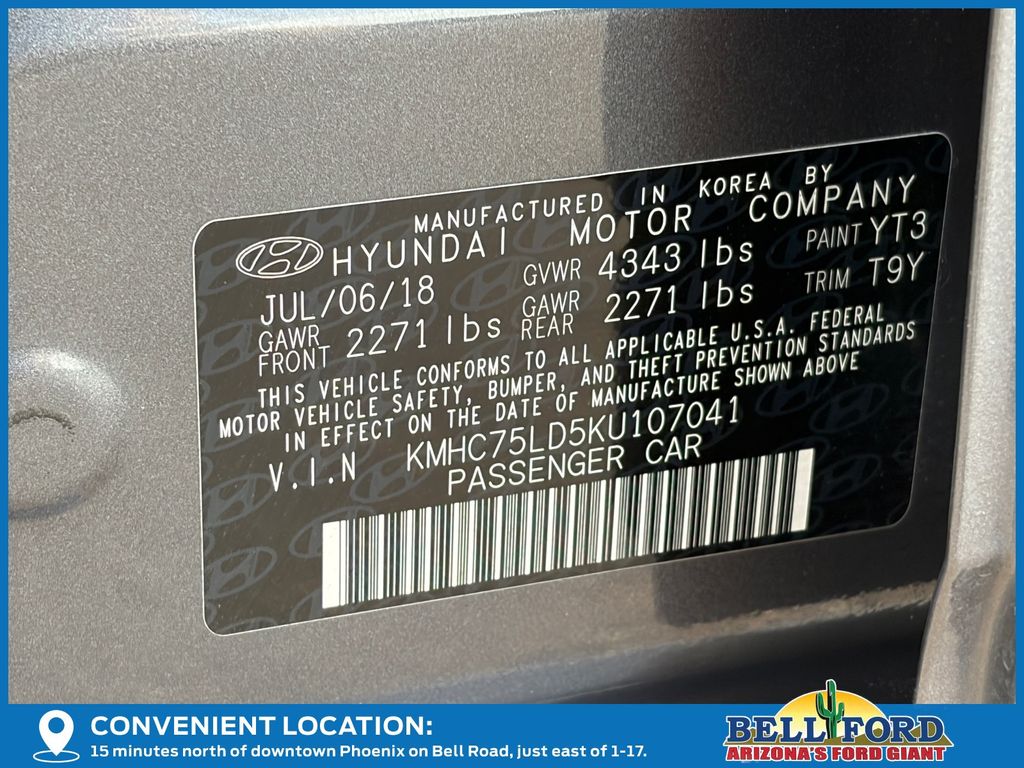 MANUFACTURED IN KOREA BY
HYUNDAI MOTOR COMPANY
JUL/06/18 GVWR 4343 lbs PAINT YT3
GAWR FRONT 2271 lbs GAWR REAR 2271 lbs TRIM T9Y
THIS VEHICLE CONFORMS TO ALL APPLICABLE U.S.A. FEDERAL
MOTOR VEHICLE SAFETY, BUMPER, AND THEFT PREVENTION STANDARDS
IN EFFECT ON THE DATE OF MANUFACTURE SHOWN ABOVE
V.I.N KMHC75LD5KU107041
PASSENGER CAR
CONVENIENT LOCATION:
15 minutes north of downtown Phoenix on Bell Road, just east of 1-17.
BELL FORD
ARIZONA'S FORD GIANT